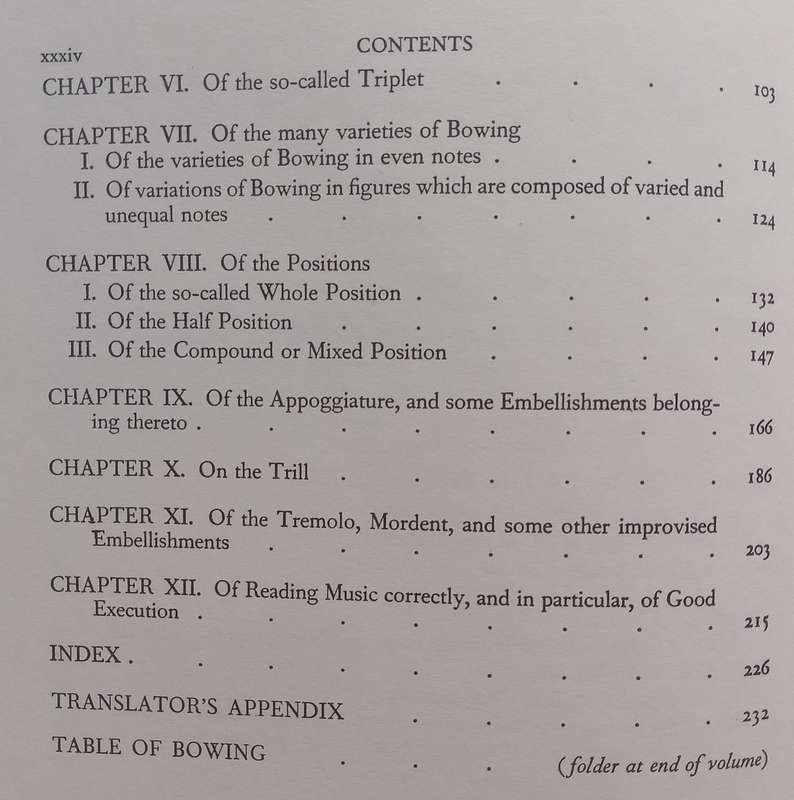 xxxiv CONTENTS
CHAPTER VI. Of the so-called Triplet . . . . 103
CHAPTER VII. Of the many varieties of Bowing
I. Of the varieties of Bowing in even notes . . . . 114
II. Of variations of Bowing in figures which are composed of varied and
unequal notes . . . . . . . 124
CHAPTER VIII. Of the Positions
I. Of the so-called Whole Position . . . . . 132
II. Of the Half Position . . . . . . 140
III. Of the Compound or Mixed Position . . . . 147
CHAPTER IX. Of the Appoggiature, and some Embellishments belong-
ing thereto . . . . . . . . 166
CHAPTER X. On the Trill . . . . . . 186
CHAPTER XI. Of the Tremolo, Mordent, and some other improvised
Embellishments . . . . . . . 203
CHAPTER XII. Of Reading Music correctly, and in particular, of Good
Execution . . . . . . . . 215
INDEX . . . . . . . . . 226
TRANSLATOR'S APPENDIX . . . . . 232
TABLE OF BOWING . . . (folder at end of volume)